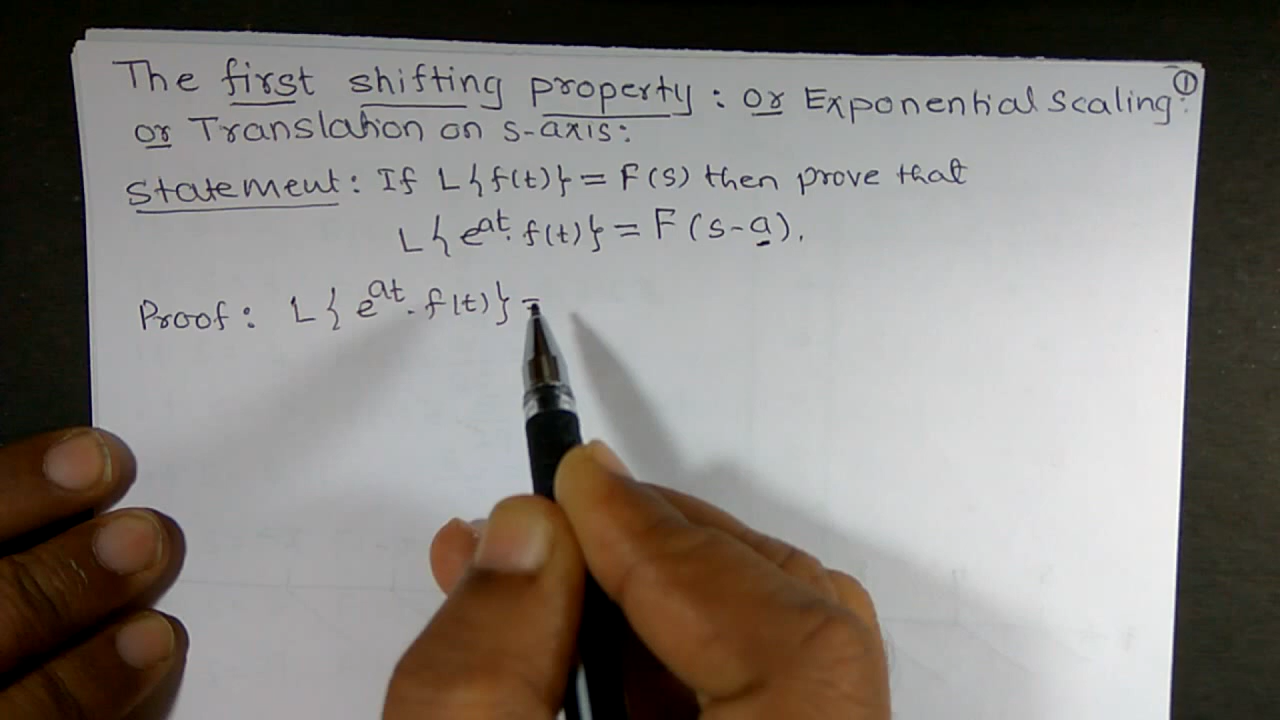 The first shifting property: or Exponential scaling: ①
or Translation on s-axis:
Statement: If L{f(t)} = F(s) then prove that
L{e^{at}. f(t)} = F(s-a).
Proof: L{e^{at}. f(t)} =